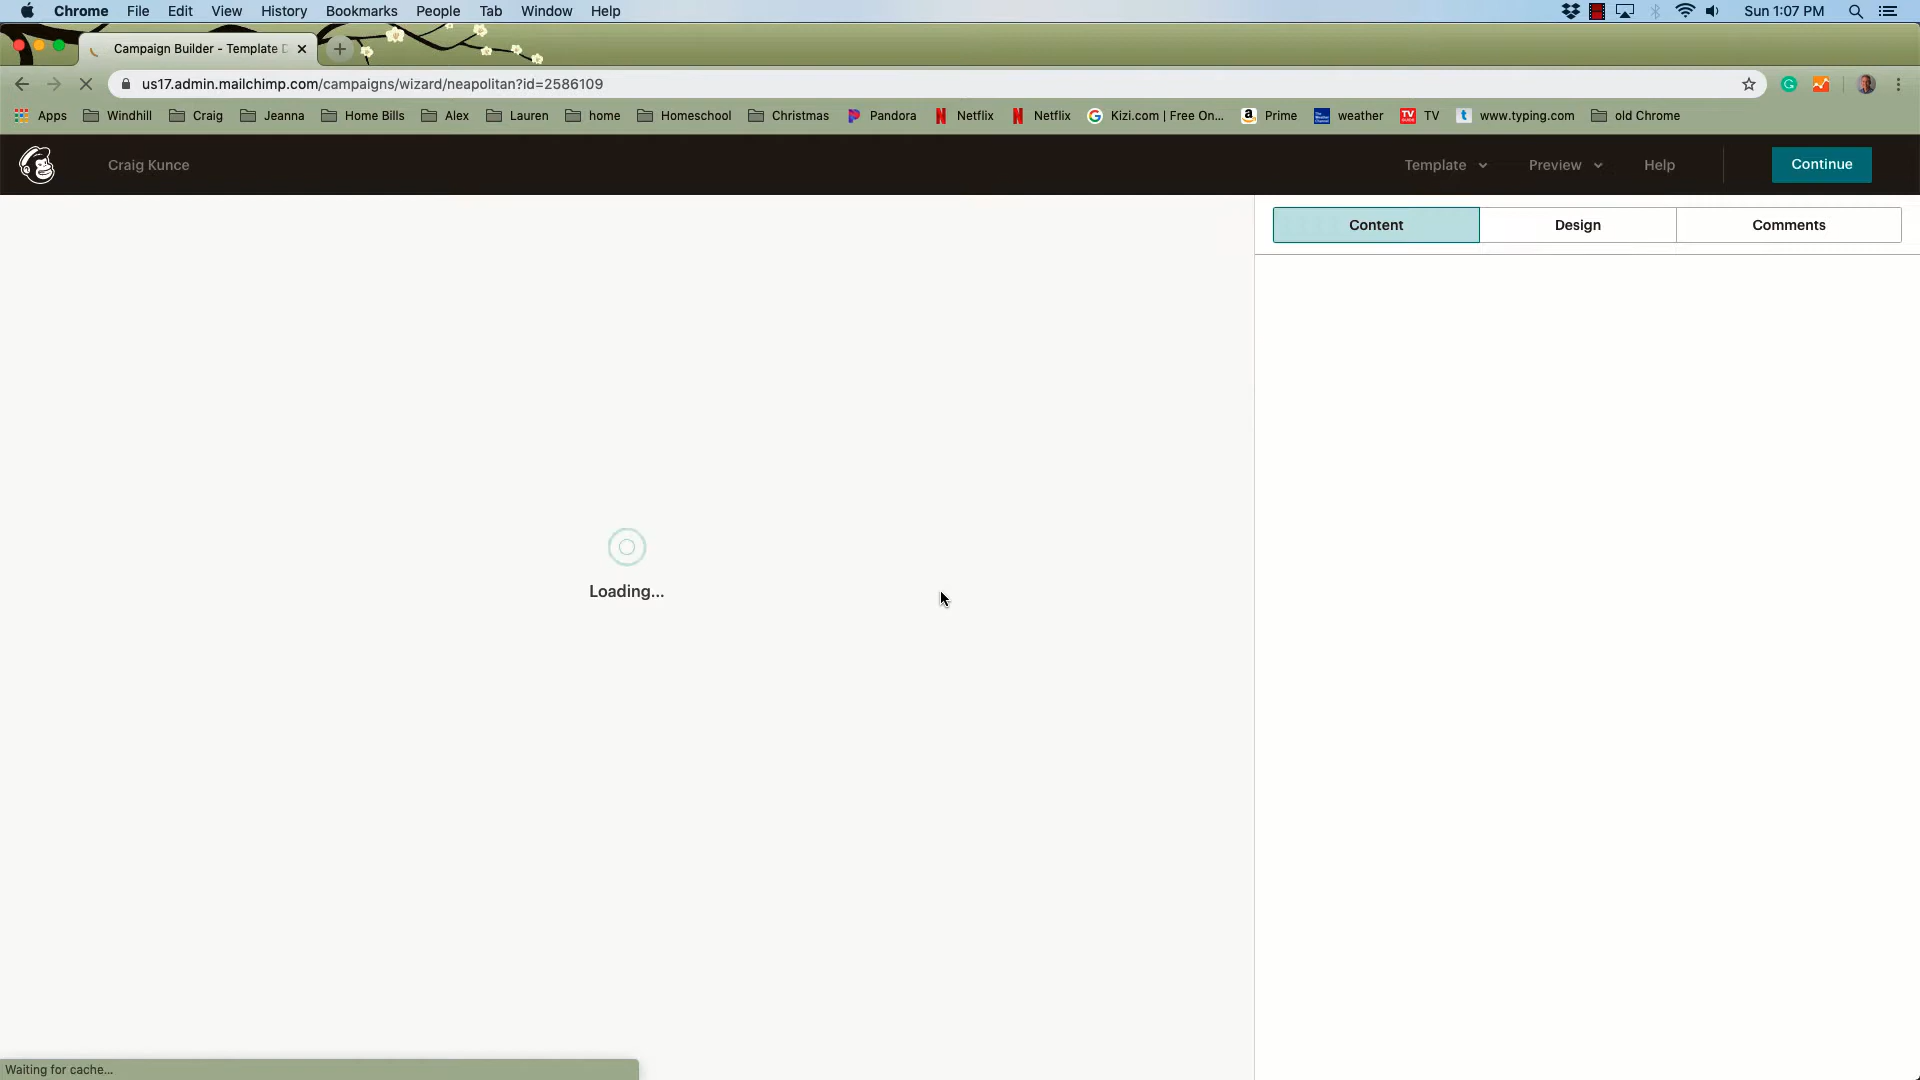 Chrome File Edit View History Bookmarks People Tab Window Help Sun 1:07 PM
Campaign Builder - Template D
us17.admin.mailchimp.com/campaigns/wizard/neapolitan?id=2586109
Apps Windhill Craig Jeanna Home Bills Alex Lauren home Homeschool Christmas Pandora Netflix Netflix Kizi.com | Free On... Prime weather TV www.typing.com old Chrome
Craig Kunce Template Preview Help Continue
Content Design Comments
Loading...
Waiting for cache...